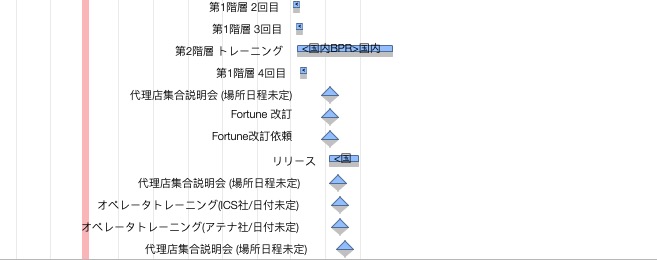 第1階層 2回目
第1階層 3回目
第2階層 トレーニング <国内BPR>国内
第1階層 4回目
代理店集合説明会 (場所日程未定)
Fortune 改訂
Fortune改訂依頼
リリース <国
代理店集合説明会 (場所日程未定)
オペレータトレーニング(ICS社/日付未定)
オペレータトレーニング(アテナ社/日付未定)
代理店集合説明会 (場所日程未定)